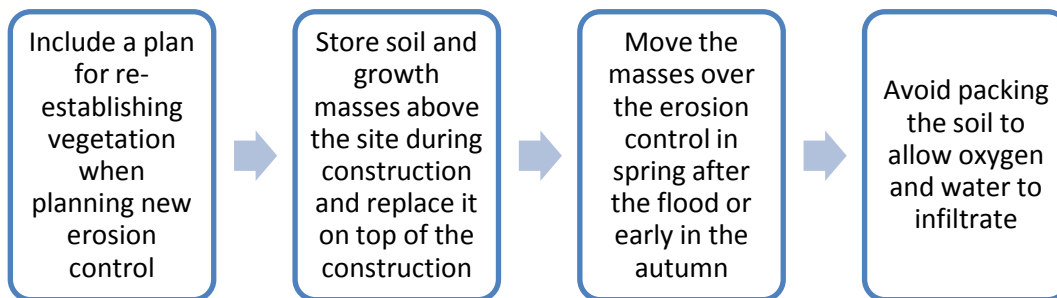 Include a plan
for re-
establishing
vegetation
when
planning new
erosion
control
Store soil and
growth
masses above
the site during
construction
and replace it
on top of the
construction
Move the
masses over
the erosion
control in
spring after
the flood or
early in the
autumn
Avoid packing
the soil to
allow oxygen
and water to
infiltrate